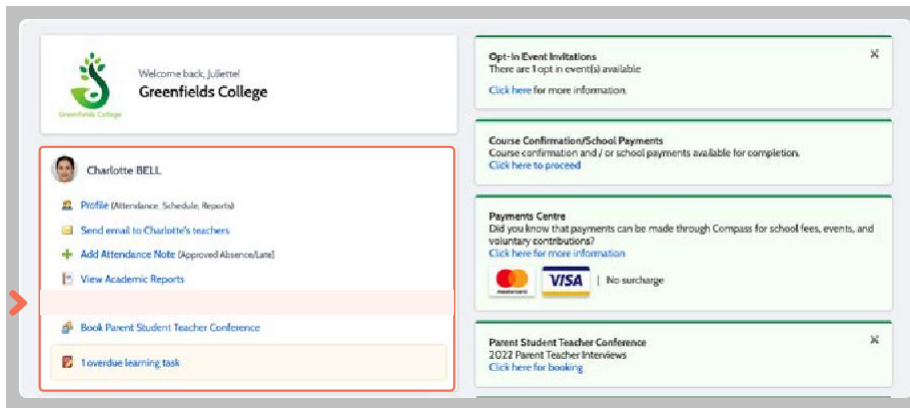 Welcome back, Juliette!
Greenfields College
Greenfields College
Charlotte BELL
Profile (Attendance, Schedule, Reports)
Send email to Charlotte's teachers
Add Attendance Note (Approved Absence/Late)
View Academic Reports
Book Parent Student Teacher Conference
1 overdue learning task
Opt-in Event Invitations
There are 1 opt in event(s) available
Click here for more information.
Course Confirmation/School Payments
Course confirmation and / or school payments available for completion.
Click here to proceed
Payments Centre
Did you know that payments can be made through Compass for school fees, events, and
voluntary contributions?
Click here for more information
mastercard VISA | No surcharge
Parent Student Teacher Conference
2022 Parent Teacher Interviews
Click here for booking